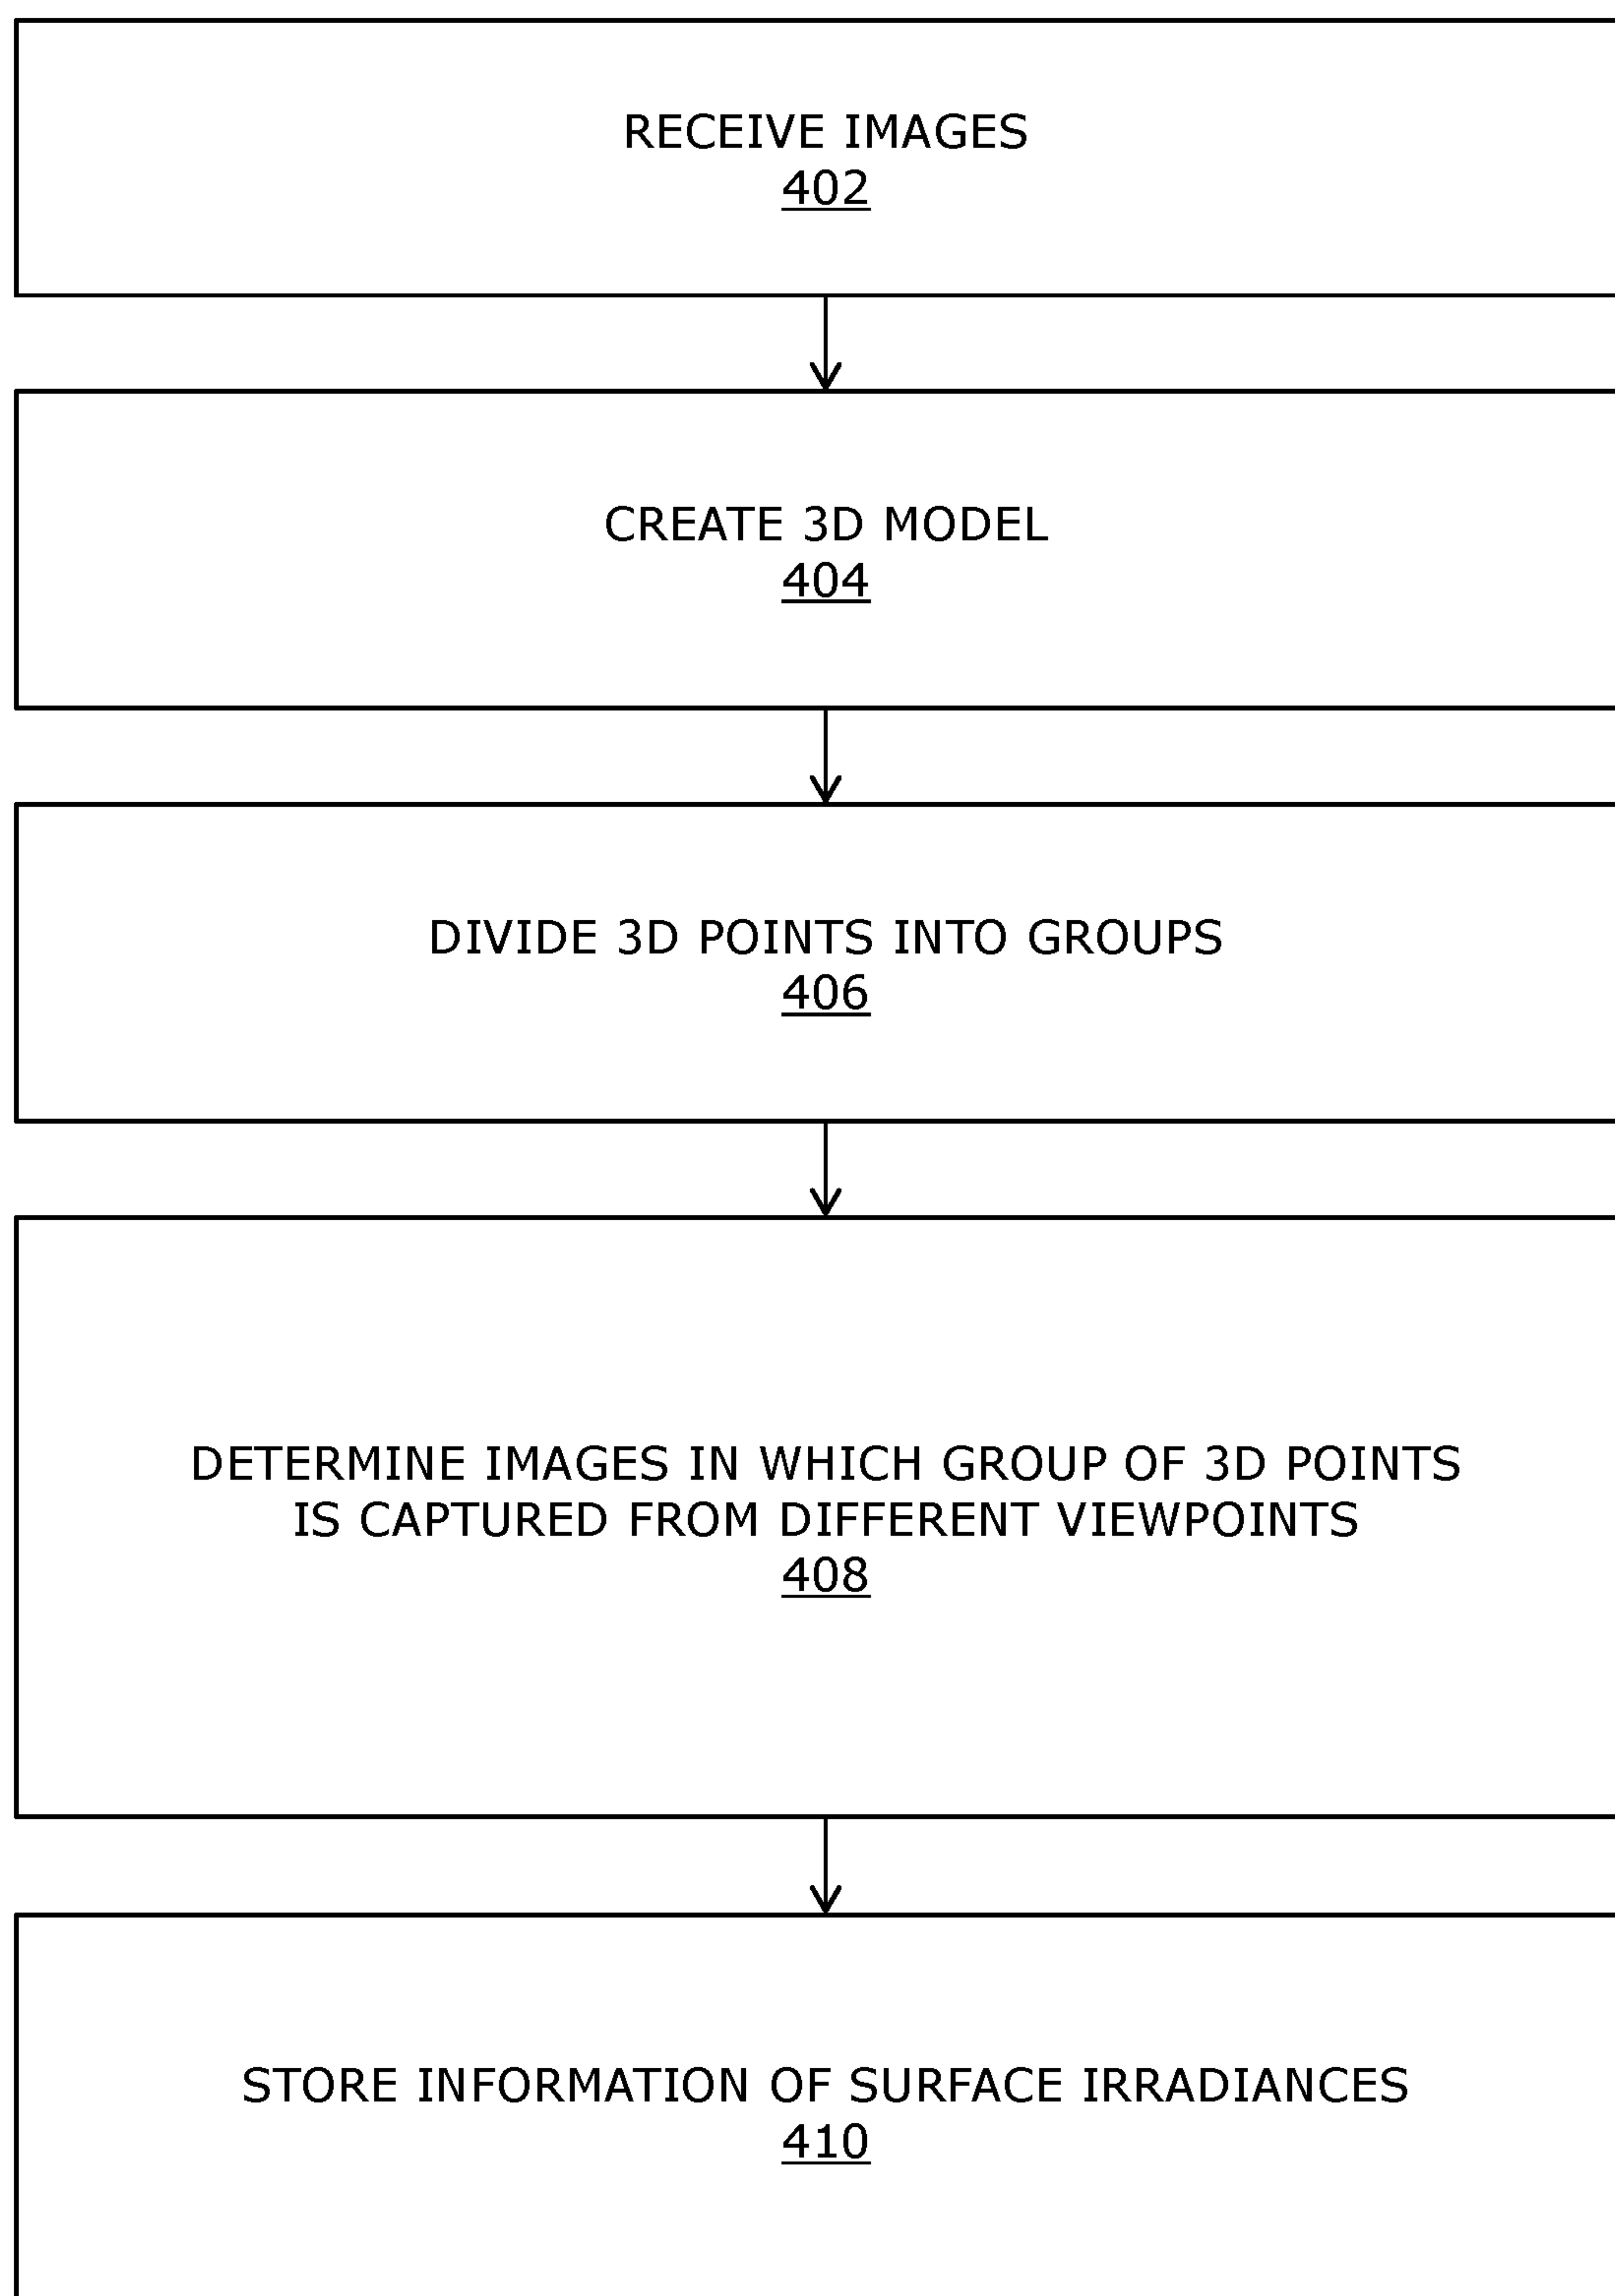 RECEIVE IMAGES
402
CREATE 3D MODEL
404
DIVIDE 3D POINTS INTO GROUPS
406
DETERMINE IMAGES IN WHICH GROUP OF 3D POINTS
IS CAPTURED FROM DIFFERENT VIEWPOINTS
408
STORE INFORMATION OF SURFACE IRRADIANCES
410